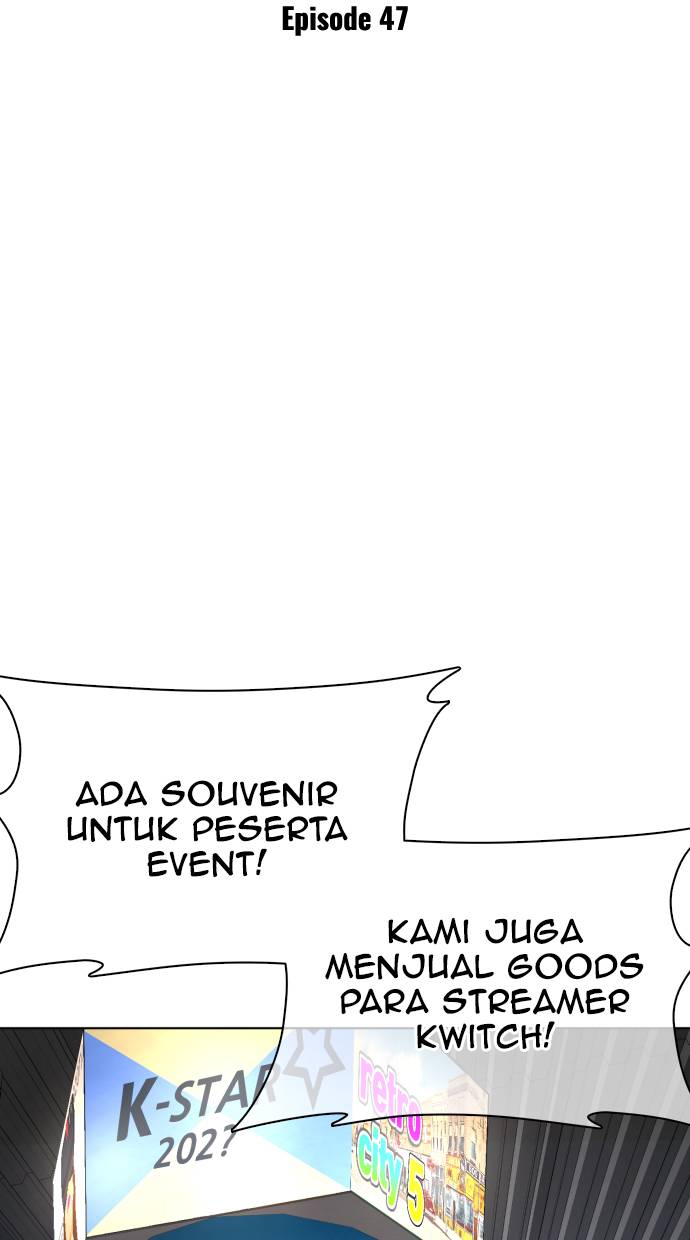 Episode 47
ADA SOUVENIR
UNTUK PESERTA
EVENT!
KAMI JUGA
MENJUAL GOODS
PARA STREAMER
KWITCH!
K-STAR
202?
retro
city 5